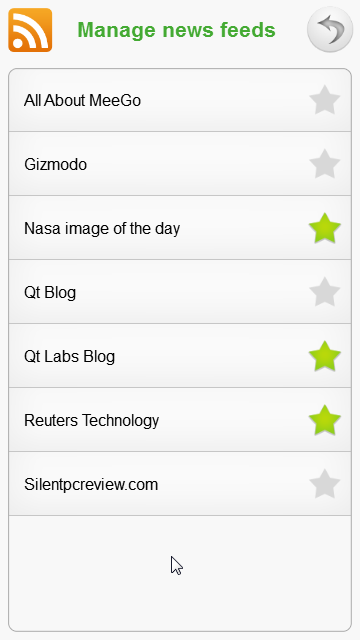 Manage news feeds
All About MeeGo
Gizmodo
Nasa image of the day
Qt Blog
Qt Labs Blog
Reuters Technology
Silentpcreview.com